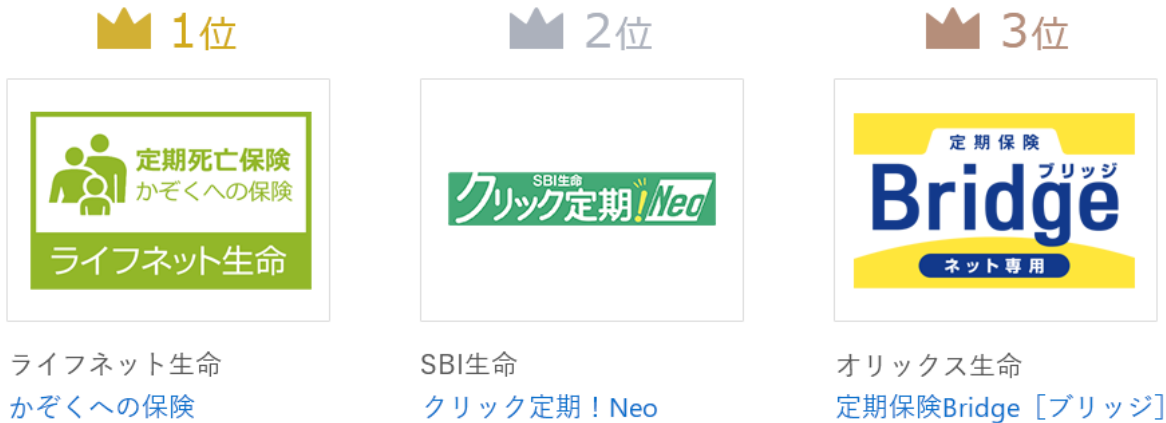 1位
2位
3位
定期死亡保険
かぞくへの保険
ライフネット生命
SBI生命
クリック定期!Neo
定期保険
ブリッジ
Bridge
ネット専用
ライフネット生命
かぞくへの保険
SBI生命
クリック定期！Neo
オリックス生命
定期保険Bridge［ブリッジ］